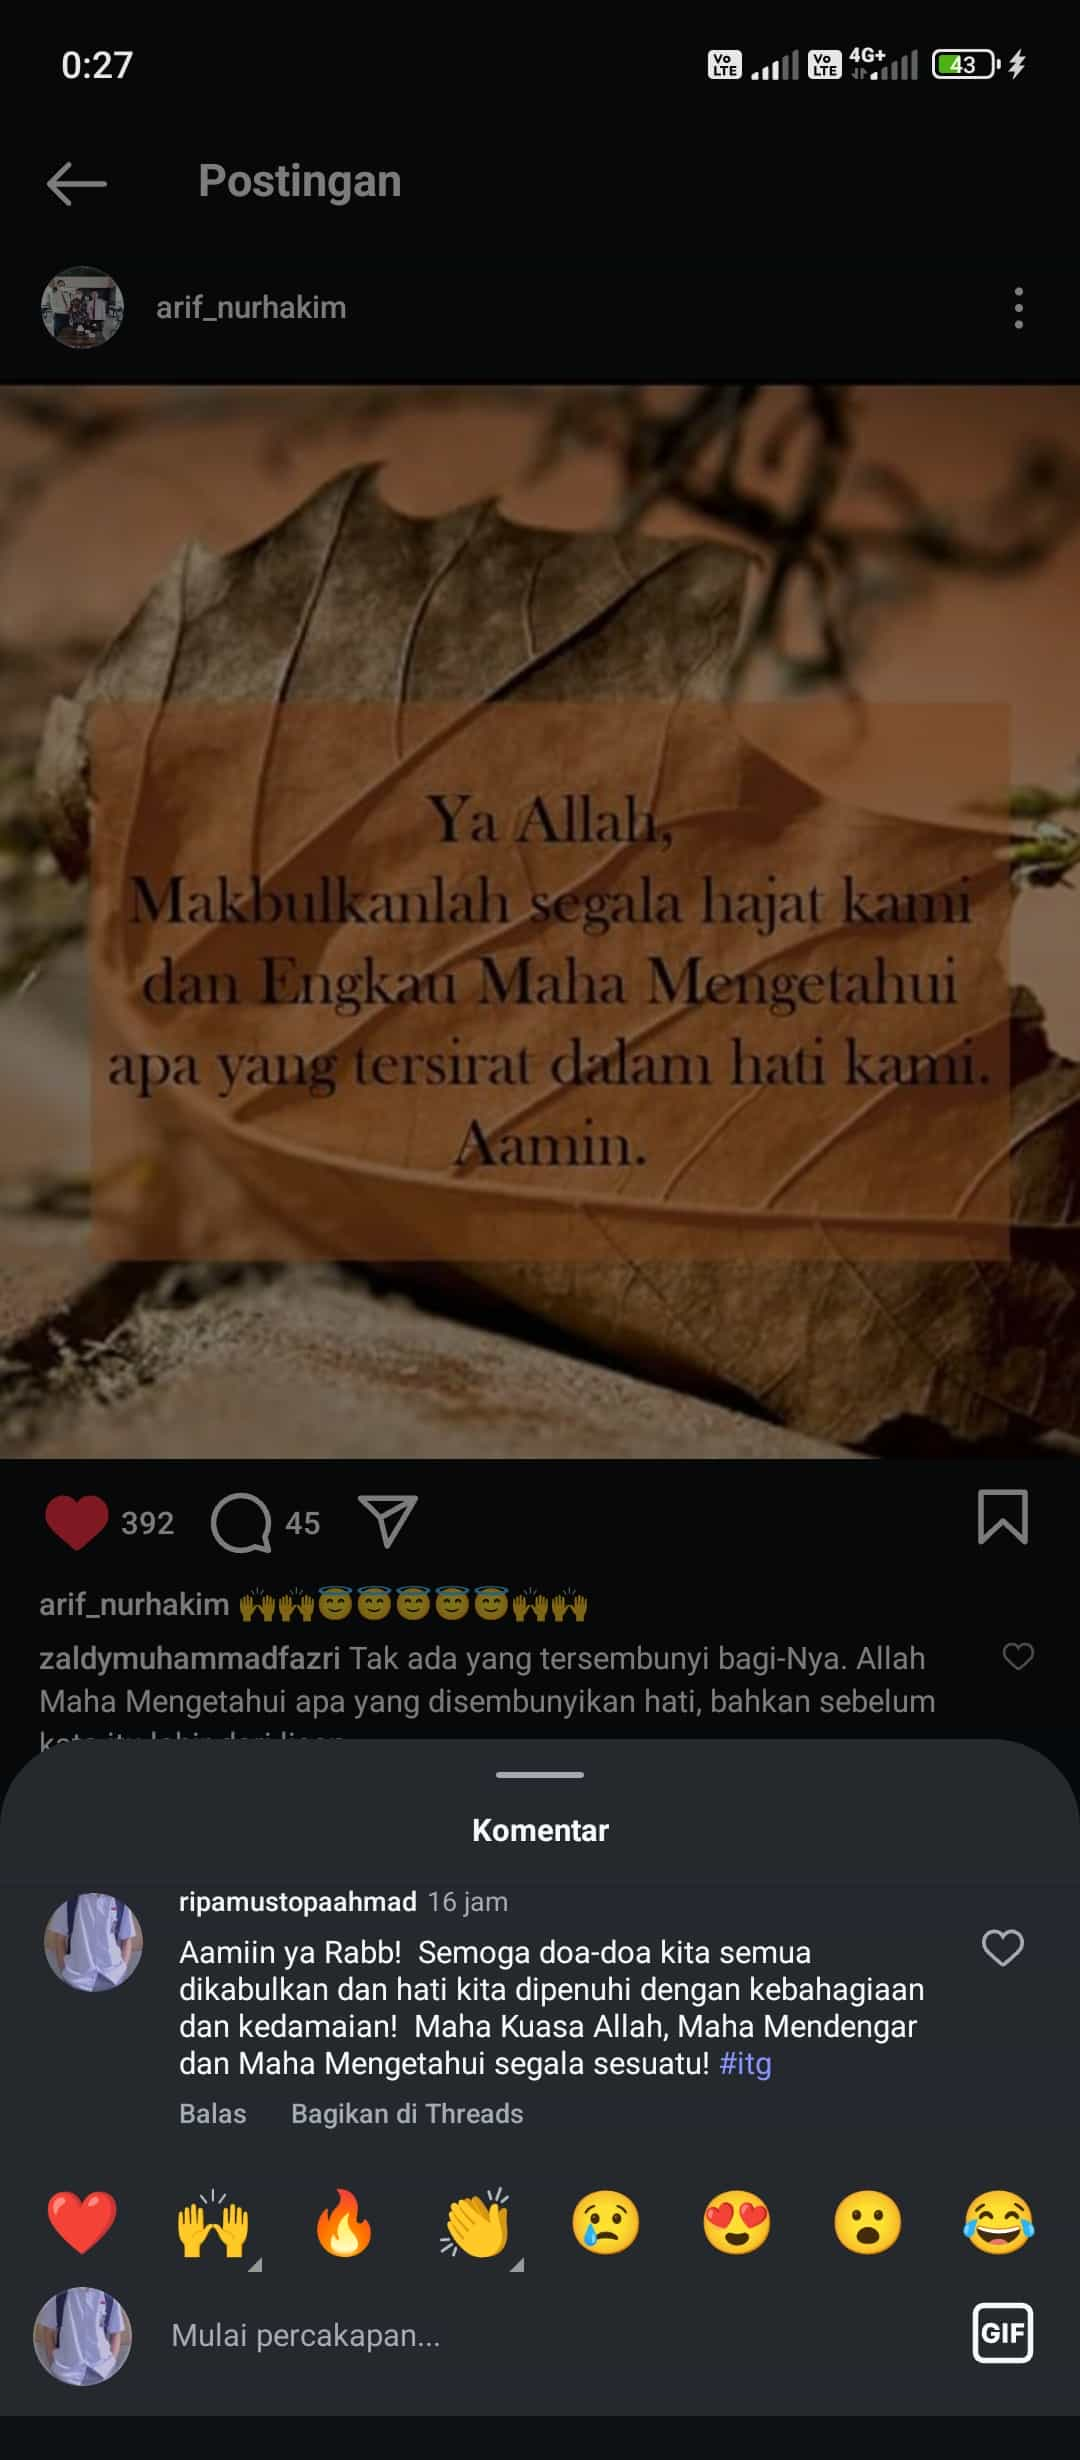 0:27
Vo LTE
Vo LTE
4G+
43
Postingan
arif_nurhakim
Ya Allah,
Makbulkanlah segala hajat kami
dan Engkau Maha Mengetahui
apa yang tersirat dalam hati kami.
Aamin.
392
45
arif_nurhakim 🙌🙌😇😇😇😇😇🙌🙌
zaldymuhammadfazri Tak ada yang tersembunyi bagi-Nya. Allah
Maha Mengetahui apa yang disembunyikan hati, bahkan sebelum
Komentar
ripamustopaahmad 16 jam
Aamiin ya Rabb!  Semoga doa-doa kita semua
dikabulkan dan hati kita dipenuhi dengan kebahagiaan
dan kedamaian!  Maha Kuasa Allah, Maha Mendengar
dan Maha Mengetahui segala sesuatu! #itg
Balas
Bagikan di Threads
❤️ 🙌 🔥 👏 😢 😍 😮 😂
Mulai percakapan...
GIF